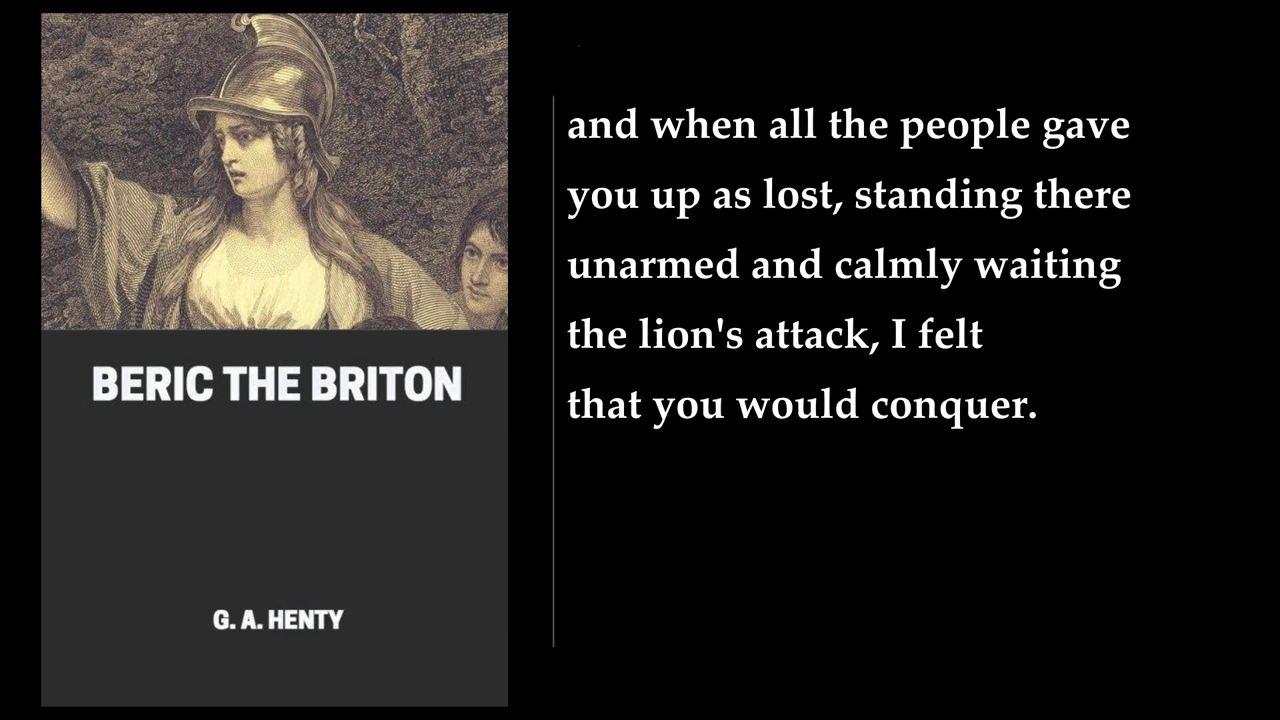 BERIC THE BRITON
G. A. HENTY
and when all the people gave
you up as lost, standing there
unarmed and calmly waiting
the lion's attack, I felt
that you would conquer.